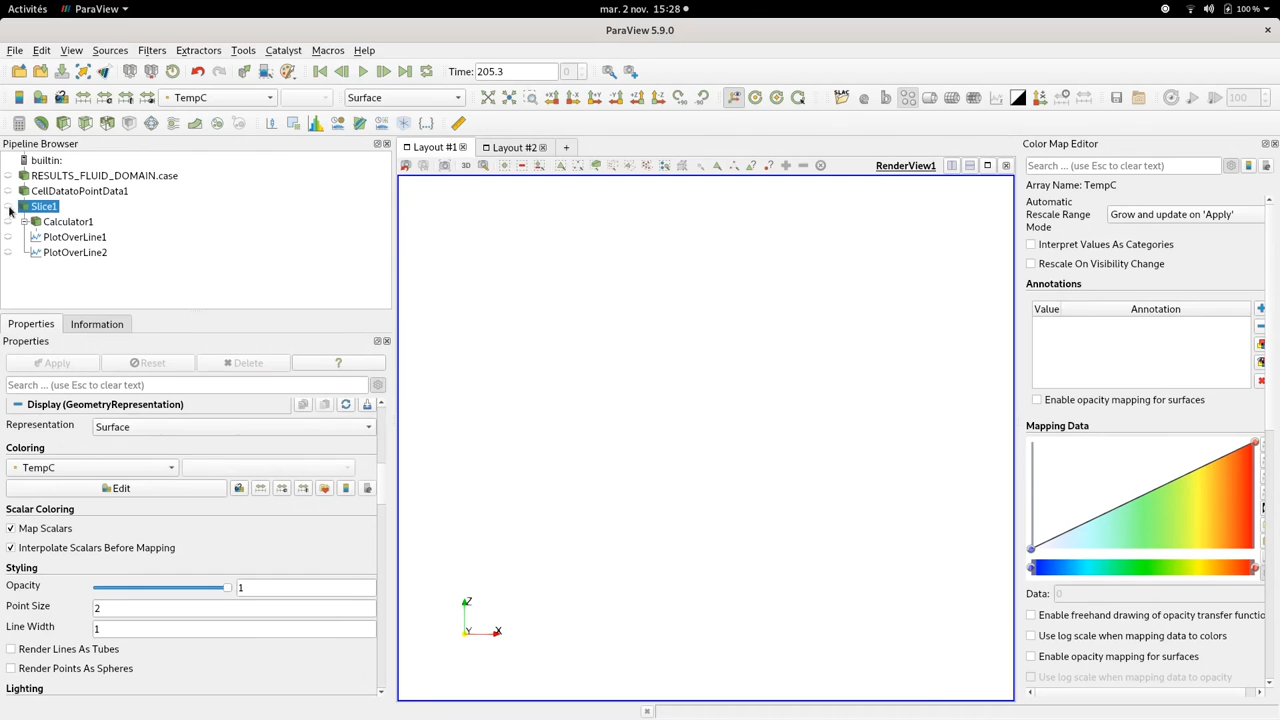 Activités ParaView mar. 2 nov. 15:28 100 %
ParaView 5.9.0
File Edit View Sources Filters Extractors Tools Catalyst Macros Help
Time: 205.3 0
TempC Surface SLAC 100
Pipeline Browser Layout #1 Layout #2 + Color Map Editor
builtin:
RESULTS_FLUID_DOMAIN.case
CellDatatoPointData1
Slice1
Calculator1
PlotOverLine1
PlotOverLine2
Properties Information
Properties
Apply Reset Delete ?
Search ... (use Esc to clear text)
Display (GeometryRepresentation)
Representation Surface
Coloring
TempC
Edit
Scalar Coloring
Map Scalars
Interpolate Scalars Before Mapping
Styling
Opacity 1
Point Size 2
Line Width 1
Render Lines As Tubes
Render Points As Spheres
Lighting
3D RenderView1
Z
Y X
Search ... (use Esc to clear text)
Array Name: TempC
Automatic
Rescale Range
Mode
Grow and update on 'Apply'
Interpret Values As Categories
Rescale On Visibility Change
Annotations
Value Annotation
Enable opacity mapping for surfaces
Mapping Data
Data: 0
Enable freehand drawing of opacity transfer functio
Use log scale when mapping data to colors
Enable opacity mapping for surfaces
Use log scale when mapping data to opacity